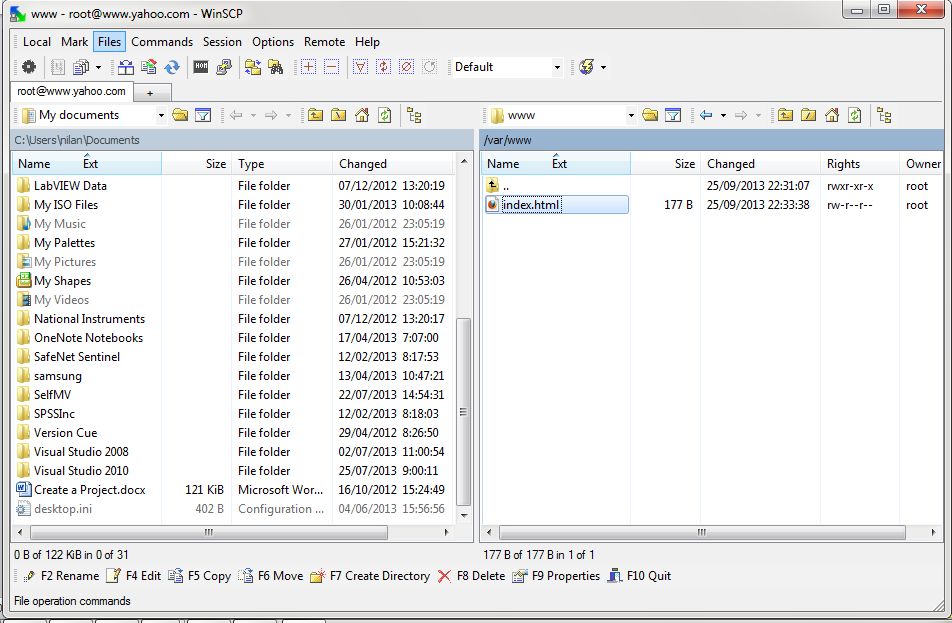 www - root@www.yahoo.com - WinSCP
Local Mark Files Commands Session Options Remote Help
Default
root@www.yahoo.com +
My documents www
C:\Users\nilan\Documents /var/www
Name Ext Size Type Changed Name Ext Size Changed Rights Owner
LabVIEW Data File folder 07/12/2012 13:20:19 .. 25/09/2013 22:31:07 rwxr-xr-x root
My ISO Files File folder 30/01/2013 10:08:44 index.html 177 B 25/09/2013 22:33:38 rw-r--r-- root
My Music File folder 26/01/2012 23:05:19
My Palettes File folder 27/01/2012 15:21:32
My Pictures File folder 26/01/2012 23:05:19
My Shapes File folder 26/04/2012 10:53:03
My Videos File folder 26/01/2012 23:05:19
National Instruments File folder 07/12/2012 13:20:17
OneNote Notebooks File folder 17/04/2013 7:07:00
SafeNet Sentinel File folder 12/02/2013 8:17:53
samsung File folder 13/04/2013 10:47:21
SelfMV File folder 22/07/2013 14:54:31
SPSSInc File folder 12/02/2013 8:18:03
Version Cue File folder 29/04/2012 8:26:50
Visual Studio 2008 File folder 02/07/2013 11:00:54
Visual Studio 2010 File folder 25/07/2013 9:00:11
Create a Project.docx 121 KiB Microsoft Wor... 16/10/2012 15:24:49
desktop.ini 402 B Configuration ... 04/06/2013 15:56:56
0 B of 122 KiB in 0 of 31 177 B of 177 B in 1 of 1
F2 Rename F4 Edit F5 Copy F6 Move F7 Create Directory F8 Delete F9 Properties F10 Quit
File operation commands